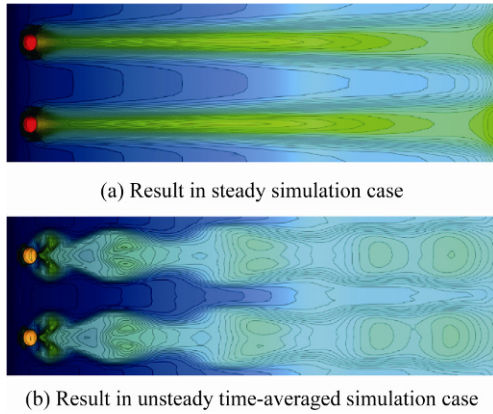 (a) Result in steady simulation case
(b) Result in unsteady time-averaged simulation case